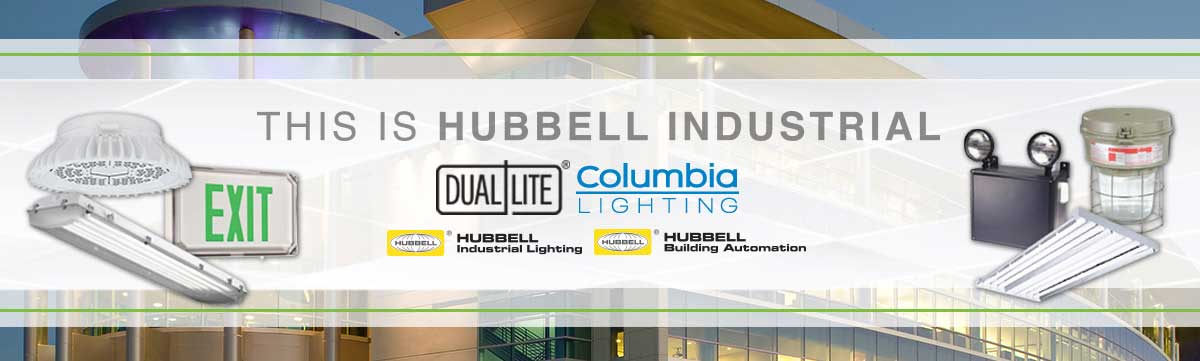 THIS IS HUBBELL INDUSTRIAL
DUAL LITE®
Columbia
LIGHTING
HUBBELL ® HUBBELL
Industrial Lighting
HUBBELL ® HUBBELL
Building Automation
EXIT